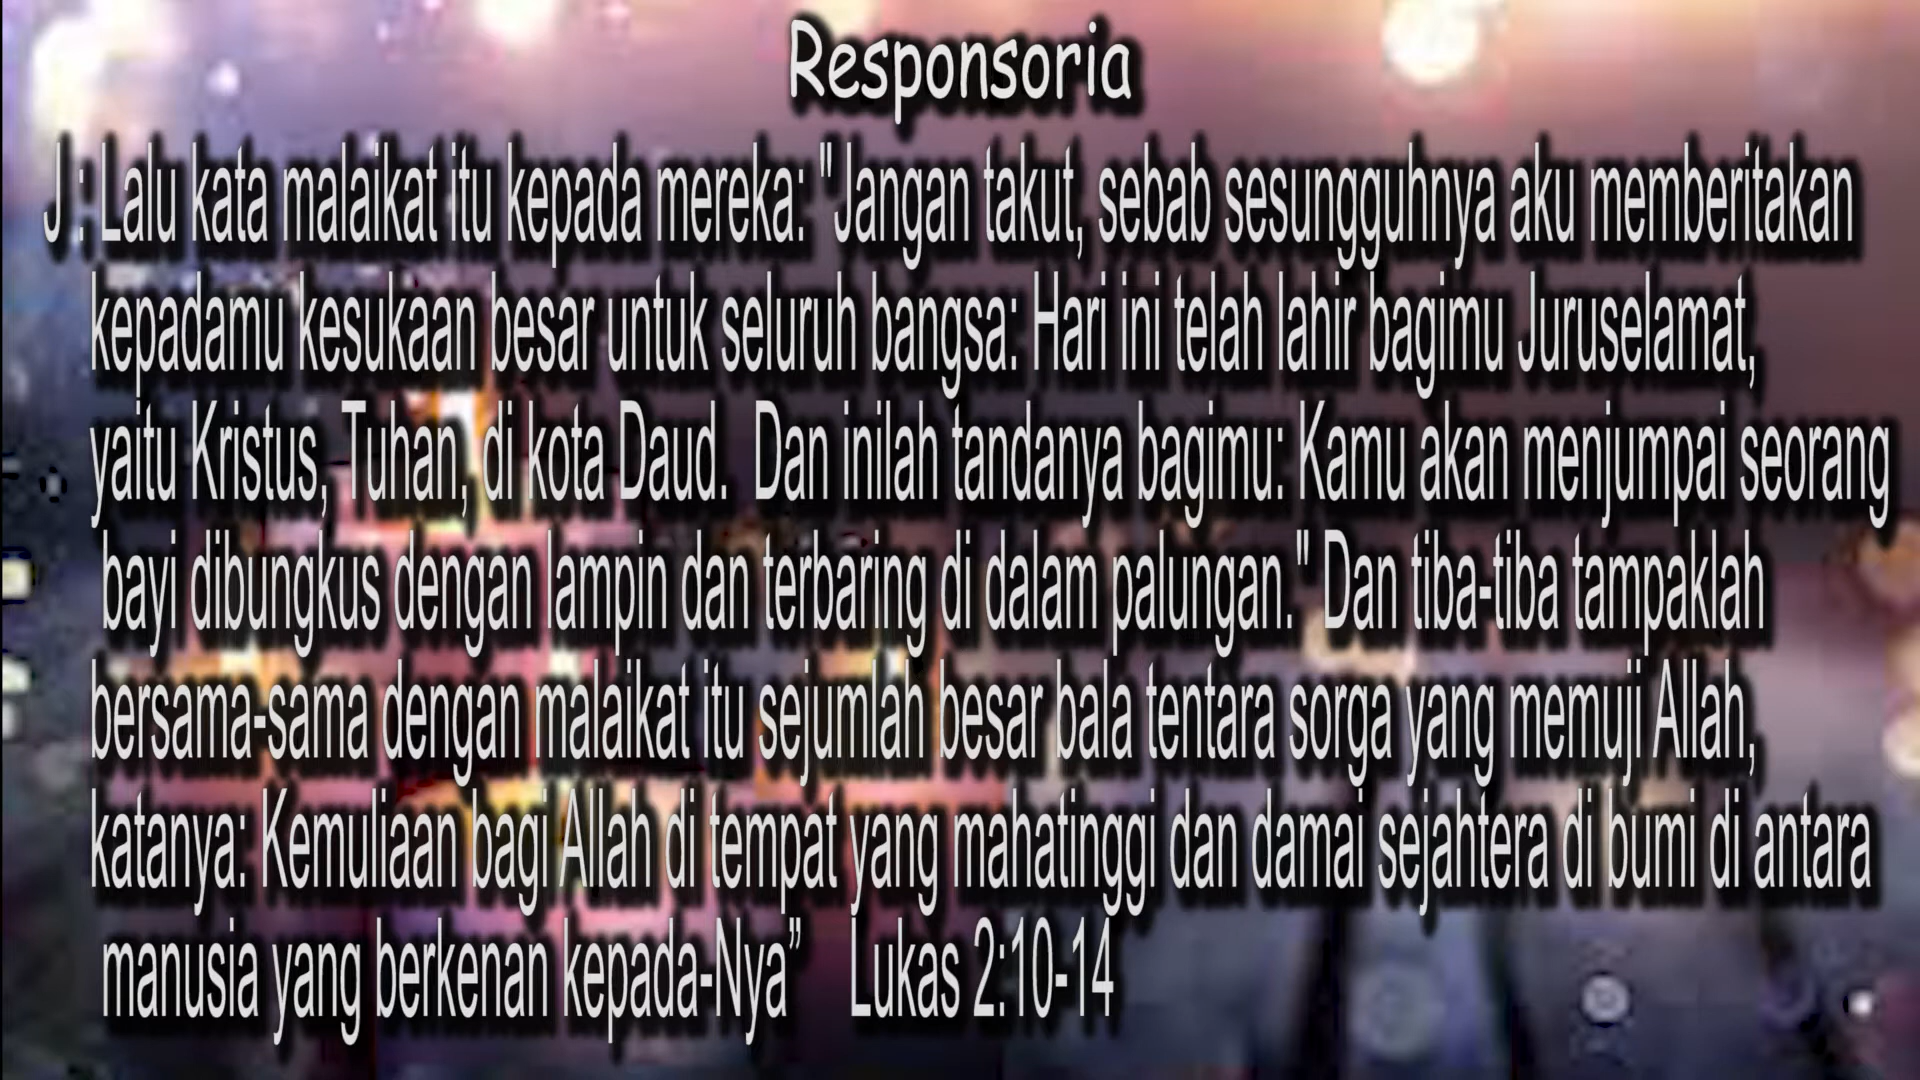 Responsoria
J : Lalu kata malaikat itu kepada mereka: "Jangan takut, sebab sesungguhnya aku memberitakan
kepadamu kesukaan besar untuk seluruh bangsa: Hari ini telah lahir bagimu Juruselamat,
yaitu Kristus, Tuhan, di kota Daud. Dan inilah tandanya bagimu: Kamu akan menjumpai seorang
bayi dibungkus dengan lampin dan terbaring di dalam palungan." Dan tiba-tiba tampaklah
bersama-sama dengan malaikat itu sejumlah besar bala tentara sorga yang memuji Allah,
katanya: Kemuliaan bagi Allah di tempat yang mahatinggi dan damai sejahtera di bumi di antara
manusia yang berkenan kepada-Nya” Lukas 2:10-14